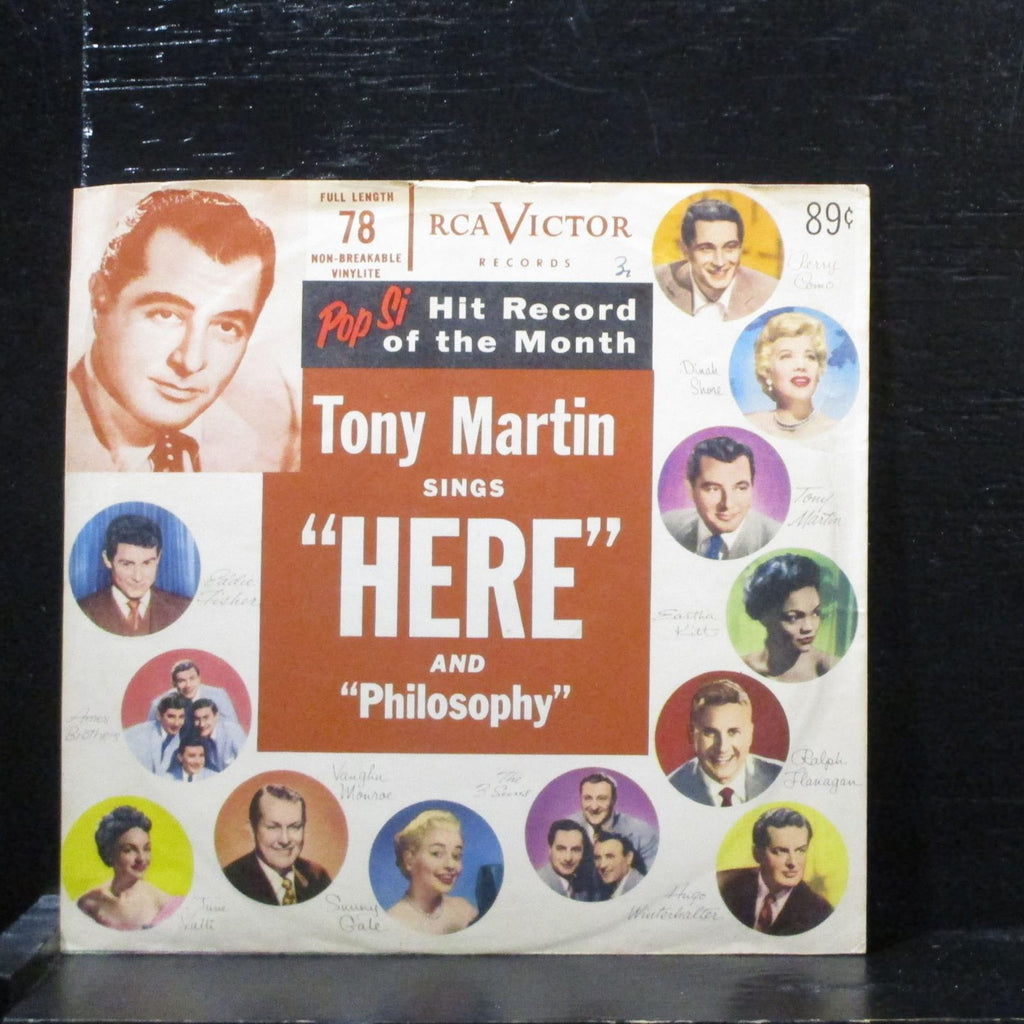 FULL LENGTH
78
NON-BREAKABLE
VINYLITE
RCA VICTOR
RECORDS
89¢
Pop Si
Hit Record
of the Month
Tony Martin
SINGS
"HERE"
AND
"Philosophy"
Perry
Como
Dinah
Shore
Tony
Martin
Eartha
Kitt
Eddie
Fisher
Ames
Brothers
Ralph
Flanagan
Vaughn
Monroe
The
3 Suns
June
Valli
Sunny
Gale
Hugo
Winterhalter